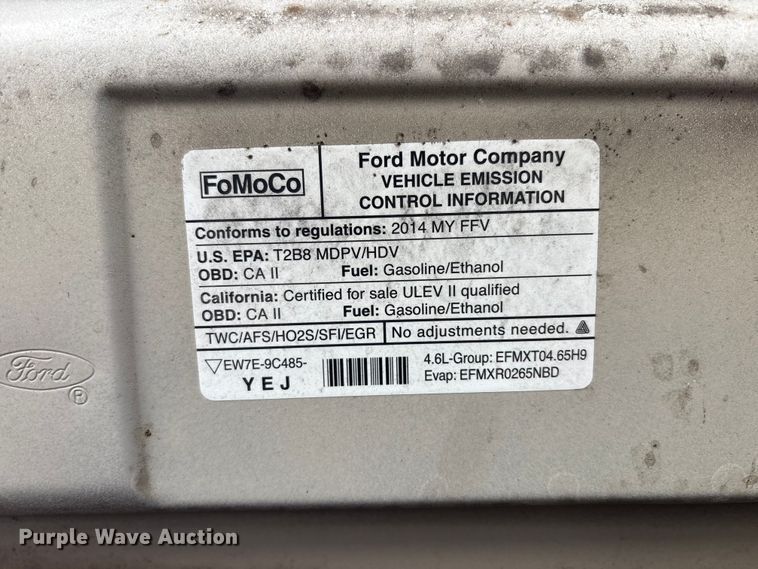 FoMoCo
Ford Motor Company
VEHICLE EMISSION
CONTROL INFORMATION
Conforms to regulations: 2014 MY FFV
U.S. EPA: T2B8 MDPV/HDV
OBD: CA II Fuel: Gasoline/Ethanol
California: Certified for sale ULEV II qualified
OBD: CA II Fuel: Gasoline/Ethanol
TWC/AFS/HO2S/SFI/EGR No adjustments needed.
EW7E-9C485-
YEJ
4.6L-Group: EFMXT04.65H9
Evap: EFMXR0265NBD
Ford
P
Purple Wave Auction